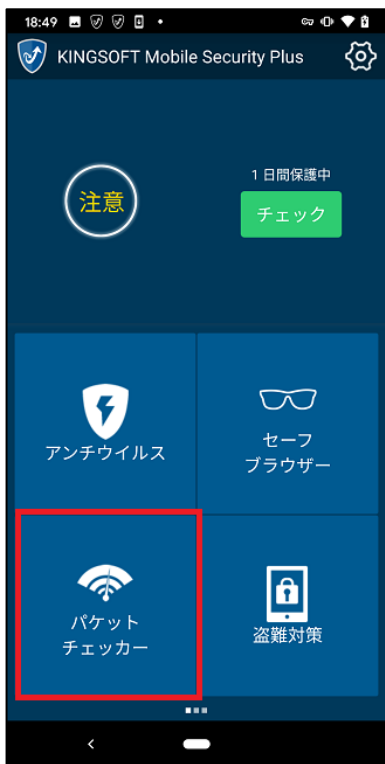 18:49
KINGSOFT Mobile Security Plus
注意
1日間保護中
チェック
アンチウイルス
セーフ
ブラウザー
パケット
チェッカー
盗難対策